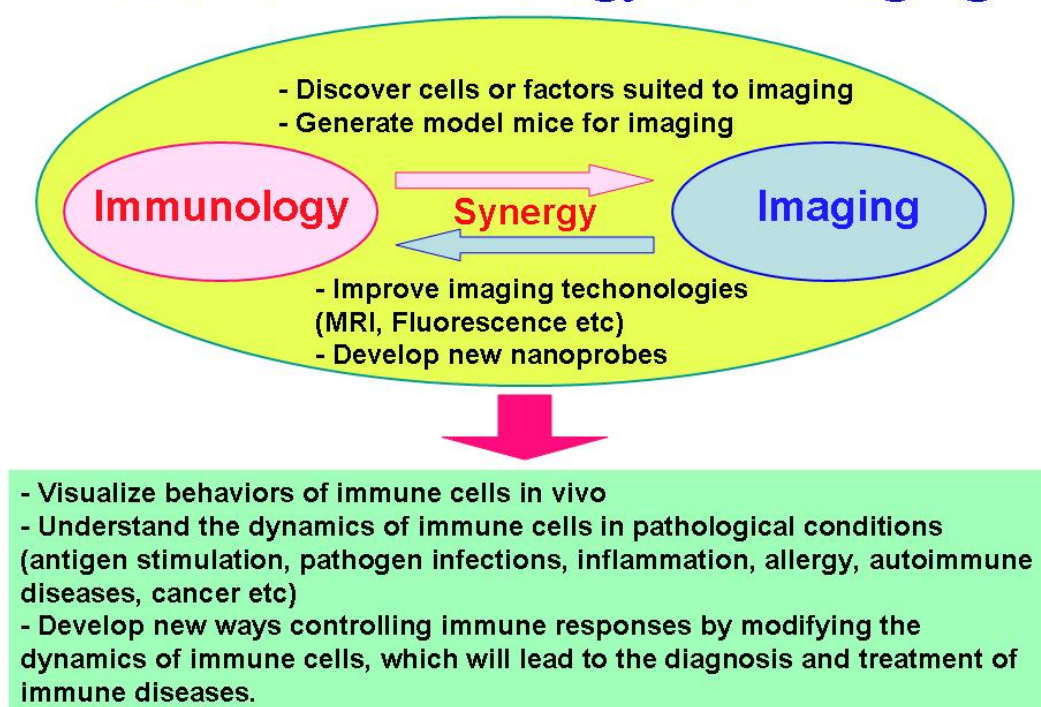 - Discover cells or factors suited to imaging
- Generate model mice for imaging
Immunology
Synergy
Imaging
- Improve imaging techonologies
(MRI, Fluorescence etc)
- Develop new nanoprobes
- Visualize behaviors of immune cells in vivo
- Understand the dynamics of immune cells in pathological conditions
(antigen stimulation, pathogen infections, inflammation, allergy, autoimmune
diseases, cancer etc)
- Develop new ways controlling immune responses by modifying the
dynamics of immune cells, which will lead to the diagnosis and treatment of
immune diseases.